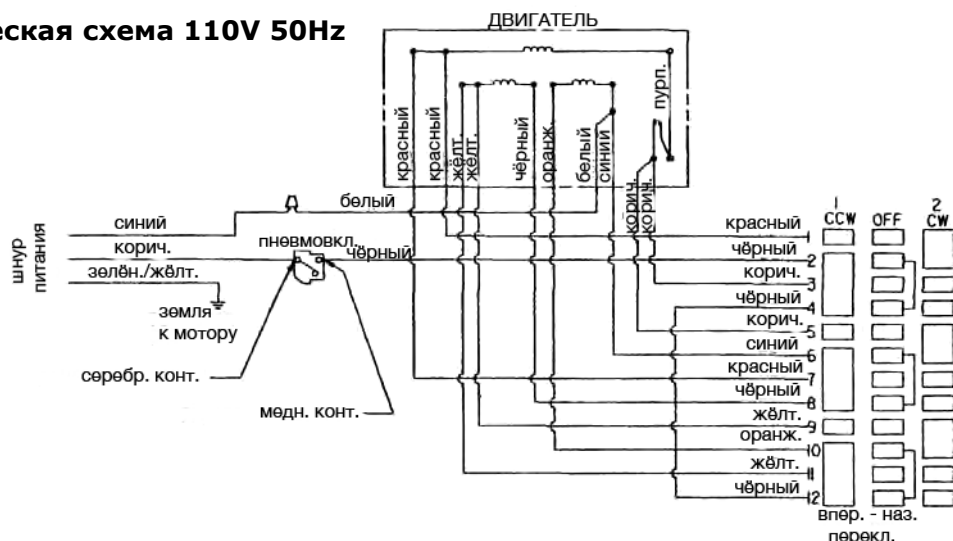 еская схема 110V 50Hz
ДВИГАТЕЛЬ
красный
красный
жёлт.
жёлт.
чёрный
оранж.
белый
синий
корич.
корич.
пурп.
белый
синий
корич.
зелён./жёлт.
шнур
питания
пневмовкл.
чёрный
земля
к мотору
серебр. конт.
медн. конт.
1
CCW
OFF
2
CW
красный 1
чёрный 2
корич. 3
чёрный 4
корич. 5
синий 6
красный 7
чёрный 8
жёлт. 9
оранж. 10
жёлт. 11
чёрный 12
впер. - наз.
перекл.